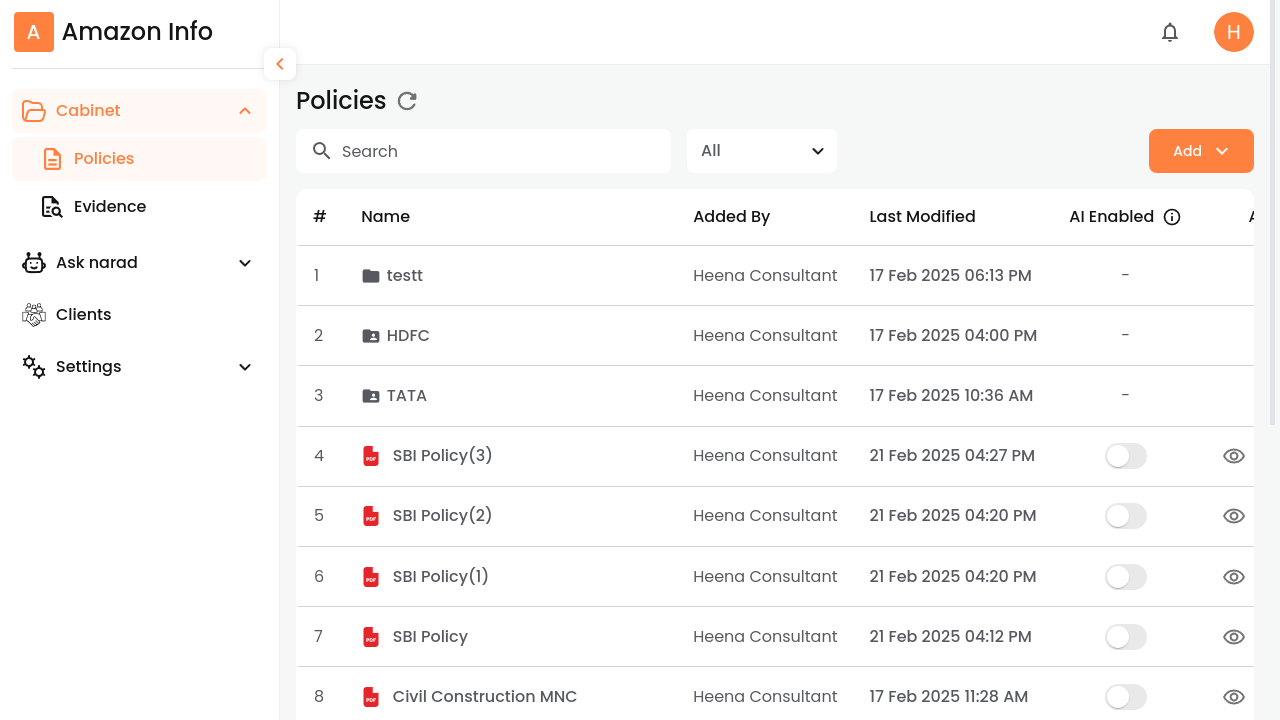 A Amazon Info
H
Cabinet
Policies
Evidence
Ask narad
Clients
Settings
Policies
Search
All
Add
# Name Added By Last Modified AI Enabled
1 testt Heena Consultant 17 Feb 2025 06:13 PM -
2 HDFC Heena Consultant 17 Feb 2025 04:00 PM -
3 TATA Heena Consultant 17 Feb 2025 10:36 AM -
4 PDF SBI Policy(3) Heena Consultant 21 Feb 2025 04:27 PM
5 PDF SBI Policy(2) Heena Consultant 21 Feb 2025 04:20 PM
6 PDF SBI Policy(1) Heena Consultant 21 Feb 2025 04:20 PM
7 PDF SBI Policy Heena Consultant 21 Feb 2025 04:12 PM
8 PDF Civil Construction MNC Heena Consultant 17 Feb 2025 11:28 AM